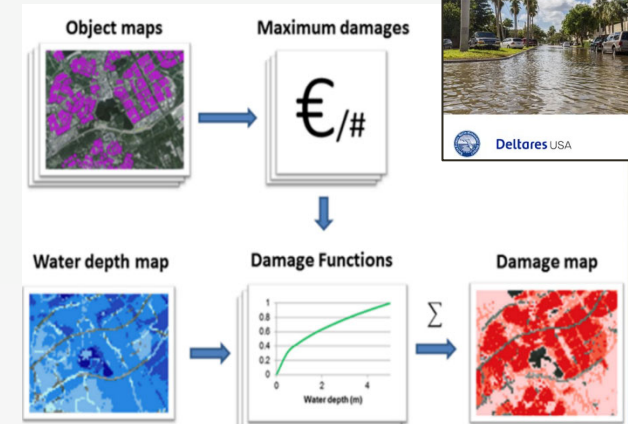 Object maps
Maximum damages
€/#
Deltares USA
Water depth map
Damage Functions
Σ
Damage map
1
0.8
0.6
0.4
0.2
0
0 2 4
Water depth (m)